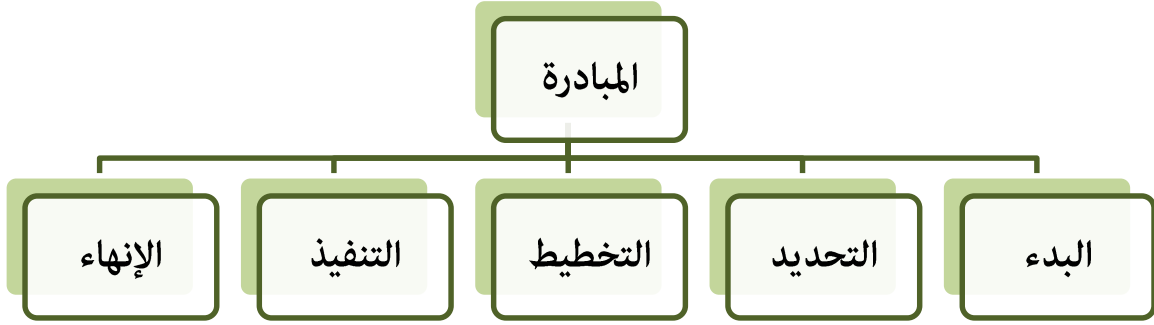 المبادرة
البدء
التحديد
التخطيط
التنفيذ
الإنهاء